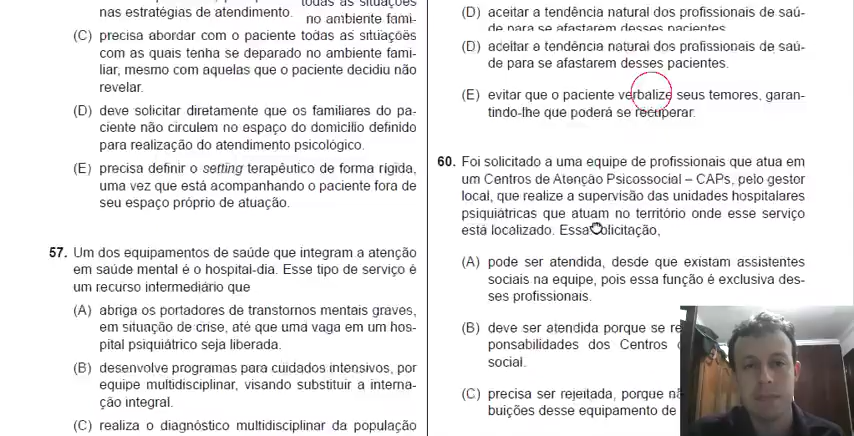 todas as situações
nas estratégias de atendimento.
no ambiente fami-
(C) precisa abordar com o paciente todas as situações
com as quais tenha se deparado no ambiente fami-
liar, mesmo com aquelas que o paciente decidiu não
revelar.
(D) deve solicitar diretamente que os familiares do pa-
ciente não circulem no espaço do domicílio definido
para realização do atendimento psicológico.
(E) precisa definir o setting terapêutico de forma rígida,
uma vez que está acompanhando o paciente fora de
seu espaço próprio de atuação.
57. Um dos equipamentos de saúde que integram a atenção
em saúde mental é o hospital-dia. Esse tipo de serviço é
um recurso intermediário que
(A) abriga os portadores de transtornos mentais graves,
em situação de crise, até que uma vaga em um hos-
pital psiquiátrico seja liberada.
(B) desenvolve programas para cuidados intensivos, por
equipe multidisciplinar, visando substituir a interna-
ção integral.
(C) realiza o diagnóstico multidisciplinar da população
(D) aceitar a tendência natural dos profissionais de saú-
de para se afastarem desses pacientes.
(D) aceitar a tendência natural dos profissionais de saú-
de para se afastarem desses pacientes.
(E) evitar que o paciente verbalize seus temores, garan-
tindo-lhe que poderá se recuperar.
60. Foi solicitado a uma equipe de profissionais que atua em
um Centros de Atenção Psicossocial – CAPs, pelo gestor
local, que realize a supervisão das unidades hospitalares
psiquiátricas que atuam no território onde esse serviço
está localizado. Essa solicitação,
(A) pode ser atendida, desde que existam assistentes
sociais na equipe, pois essa função é exclusiva des-
ses profissionais.
(B) deve ser atendida porque se re
ponsabilidades dos Centros
social.
(C) precisa ser rejeitada, porque nã
buições desse equipamento de